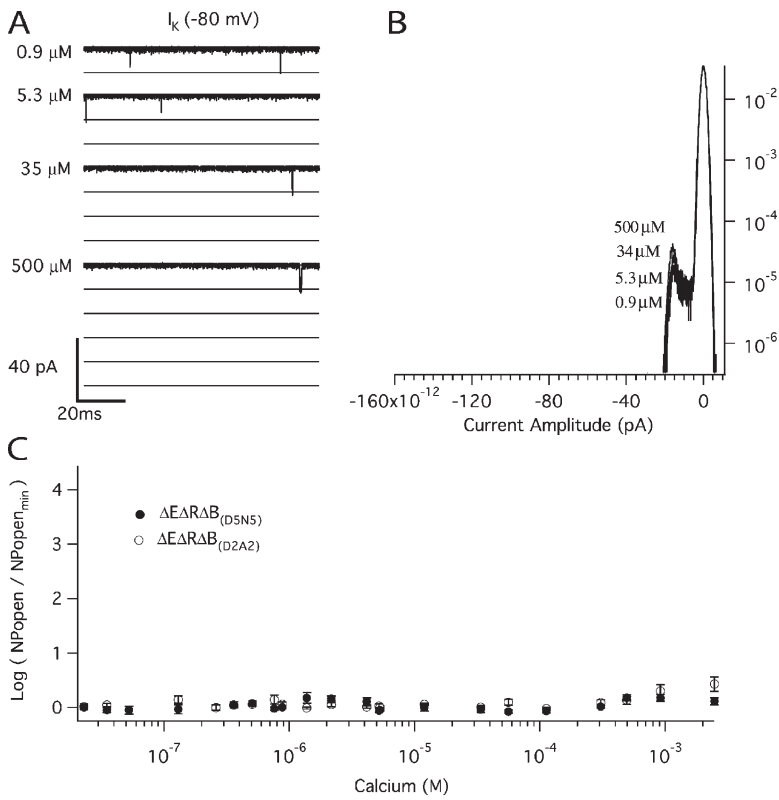 A
I_K (-80 mV)
0.9 µM
5.3 µM
35 µM
500 µM
40 pA
20ms
B
10^-2
10^-3
10^-4
10^-5
10^-6
500µM
34µM
5.3µM
0.9µM
-160x10^-12
-120
-80
-40
0
Current Amplitude (pA)
C
Log ( NPopen / NPopen_min )
4
3
2
1
0
ΔEΔRΔB(D5N5)
ΔEΔRΔB(D2A2)
10^-7
10^-6
10^-5
10^-4
10^-3
Calcium (M)